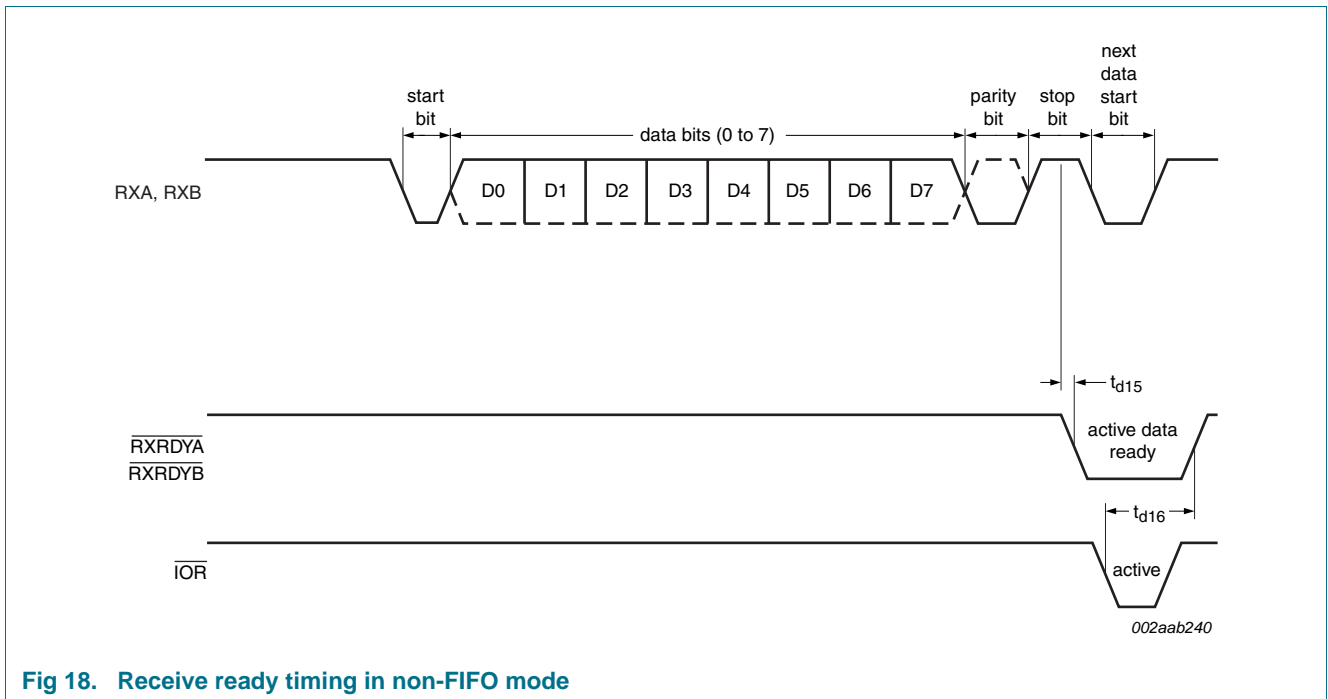 next
data
start
bit
start
bit
parity
bit
stop
bit
data bits (0 to 7)
RXA, RXB
D0 D1 D2 D3 D4 D5 D6 D7
td15
RXRDYA
RXRDYB
active data
ready
td16
IOR
active
002aab240
Fig 18. Receive ready timing in non-FIFO mode